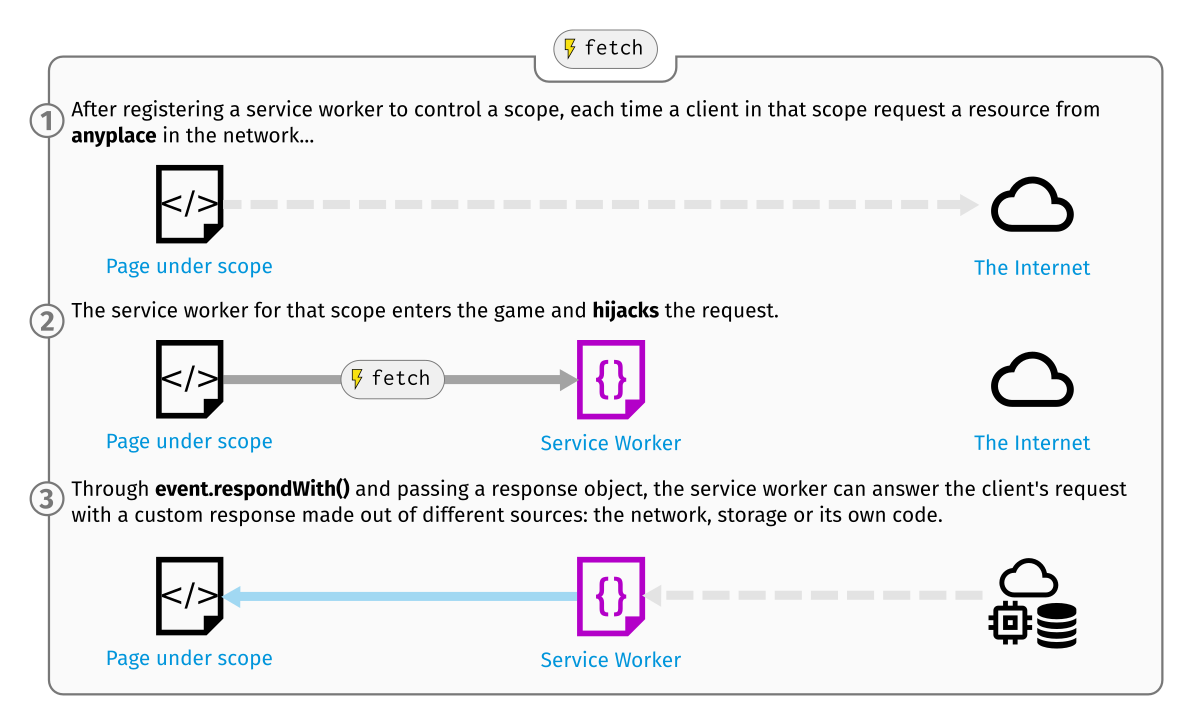 fetch
1
After registering a service worker to control a scope, each time a client in that scope request a resource from
anyplace in the network...
</>
Page under scope
The Internet
2
The service worker for that scope enters the game and hijacks the request.
</>
fetch
{}
Page under scope
Service Worker
The Internet
3
Through event.respondWith() and passing a response object, the service worker can answer the client's request
with a custom response made out of different sources: the network, storage or its own code.
</>
{}
Page under scope
Service Worker